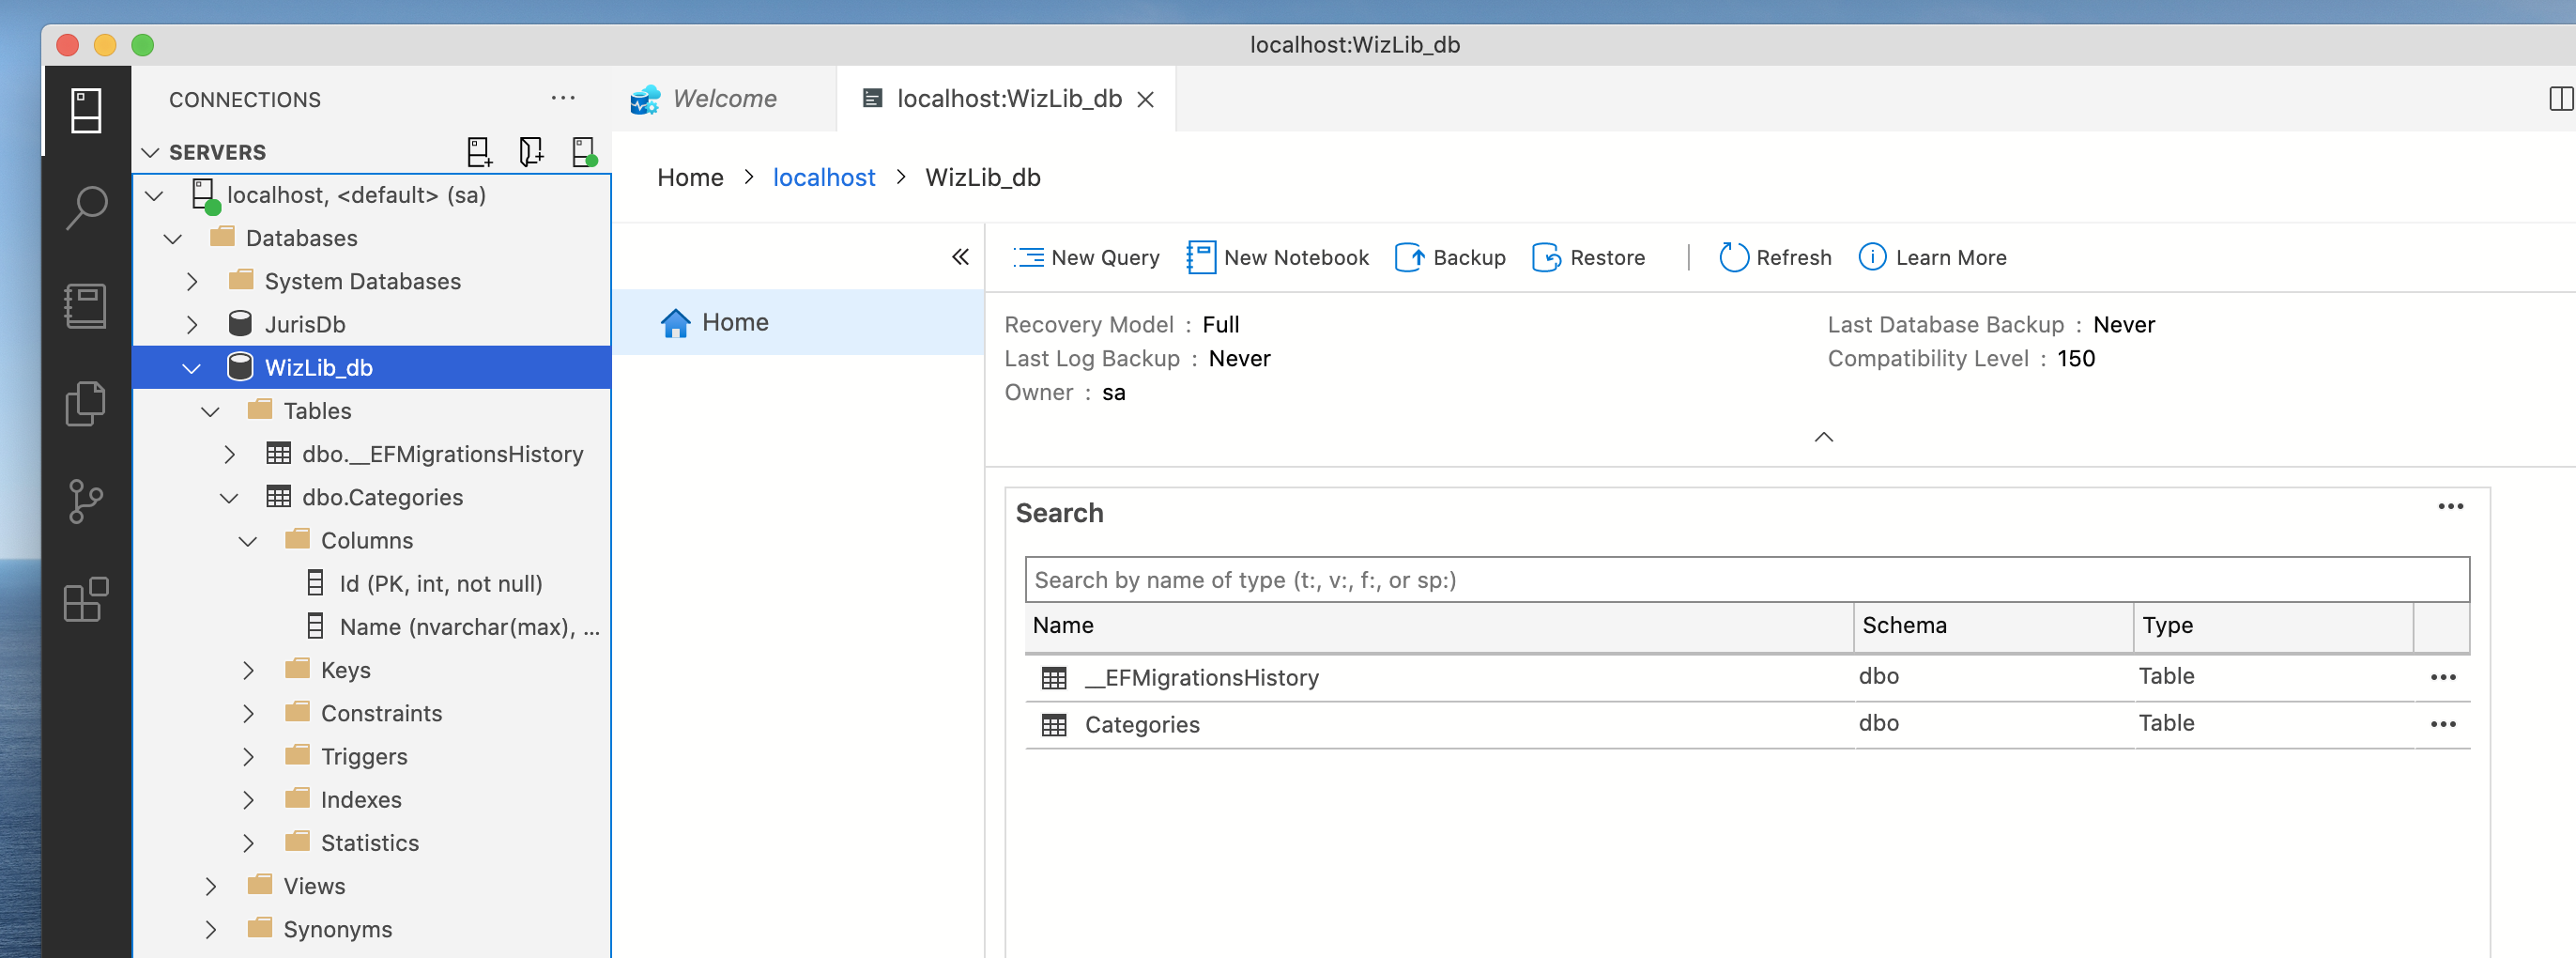 localhost:WizLib_db
CONNECTIONS
SERVERS
localhost, <default> (sa)
Databases
System Databases
JurisDb
WizLib_db
Tables
dbo.__EFMigrationsHistory
dbo.Categories
Columns
Id (PK, int, not null)
Name (nvarchar(max), ...
Keys
Constraints
Triggers
Indexes
Statistics
Views
Synonyms
Welcome
localhost:WizLib_db
Home > localhost > WizLib_db
Home
New Query New Notebook Backup Restore | Refresh Learn More
Recovery Model : Full
Last Database Backup : Never
Last Log Backup : Never
Compatibility Level : 150
Owner : sa
Search
Search by name of type (t:, v:, f:, or sp:)
Name Schema Type
__EFMigrationsHistory dbo Table
Categories dbo Table